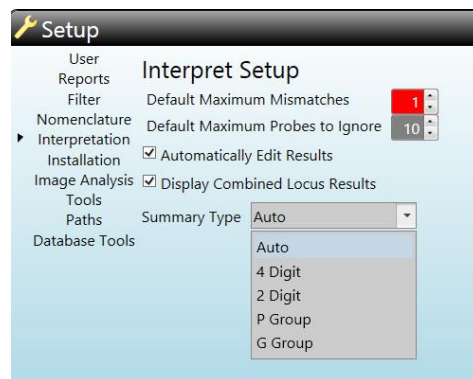 Setup
User
Reports
Filter
Nomenclature
Interpretation
Installation
Image Analysis
Tools
Paths
Database Tools
Interpret Setup
Default Maximum Mismatches 1
Default Maximum Probes to Ignore 10
Automatically Edit Results
Display Combined Locus Results
Summary Type Auto
Auto
4 Digit
2 Digit
P Group
G Group